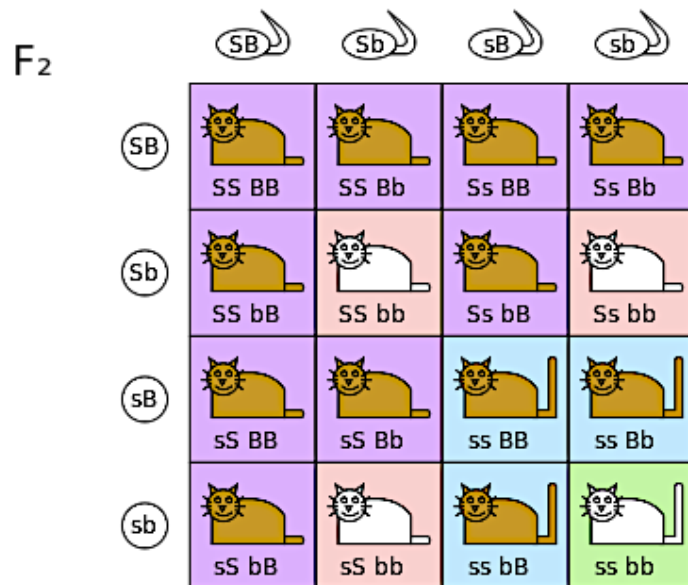 SB Sb sB sb
F₂
SB
SS BB SS Bb Ss BB Ss Bb
Sb
SS bB SS bb Ss bB Ss bb
sB
sS BB sS Bb ss BB ss Bb
sb
sS bB sS bb ss bB ss bb